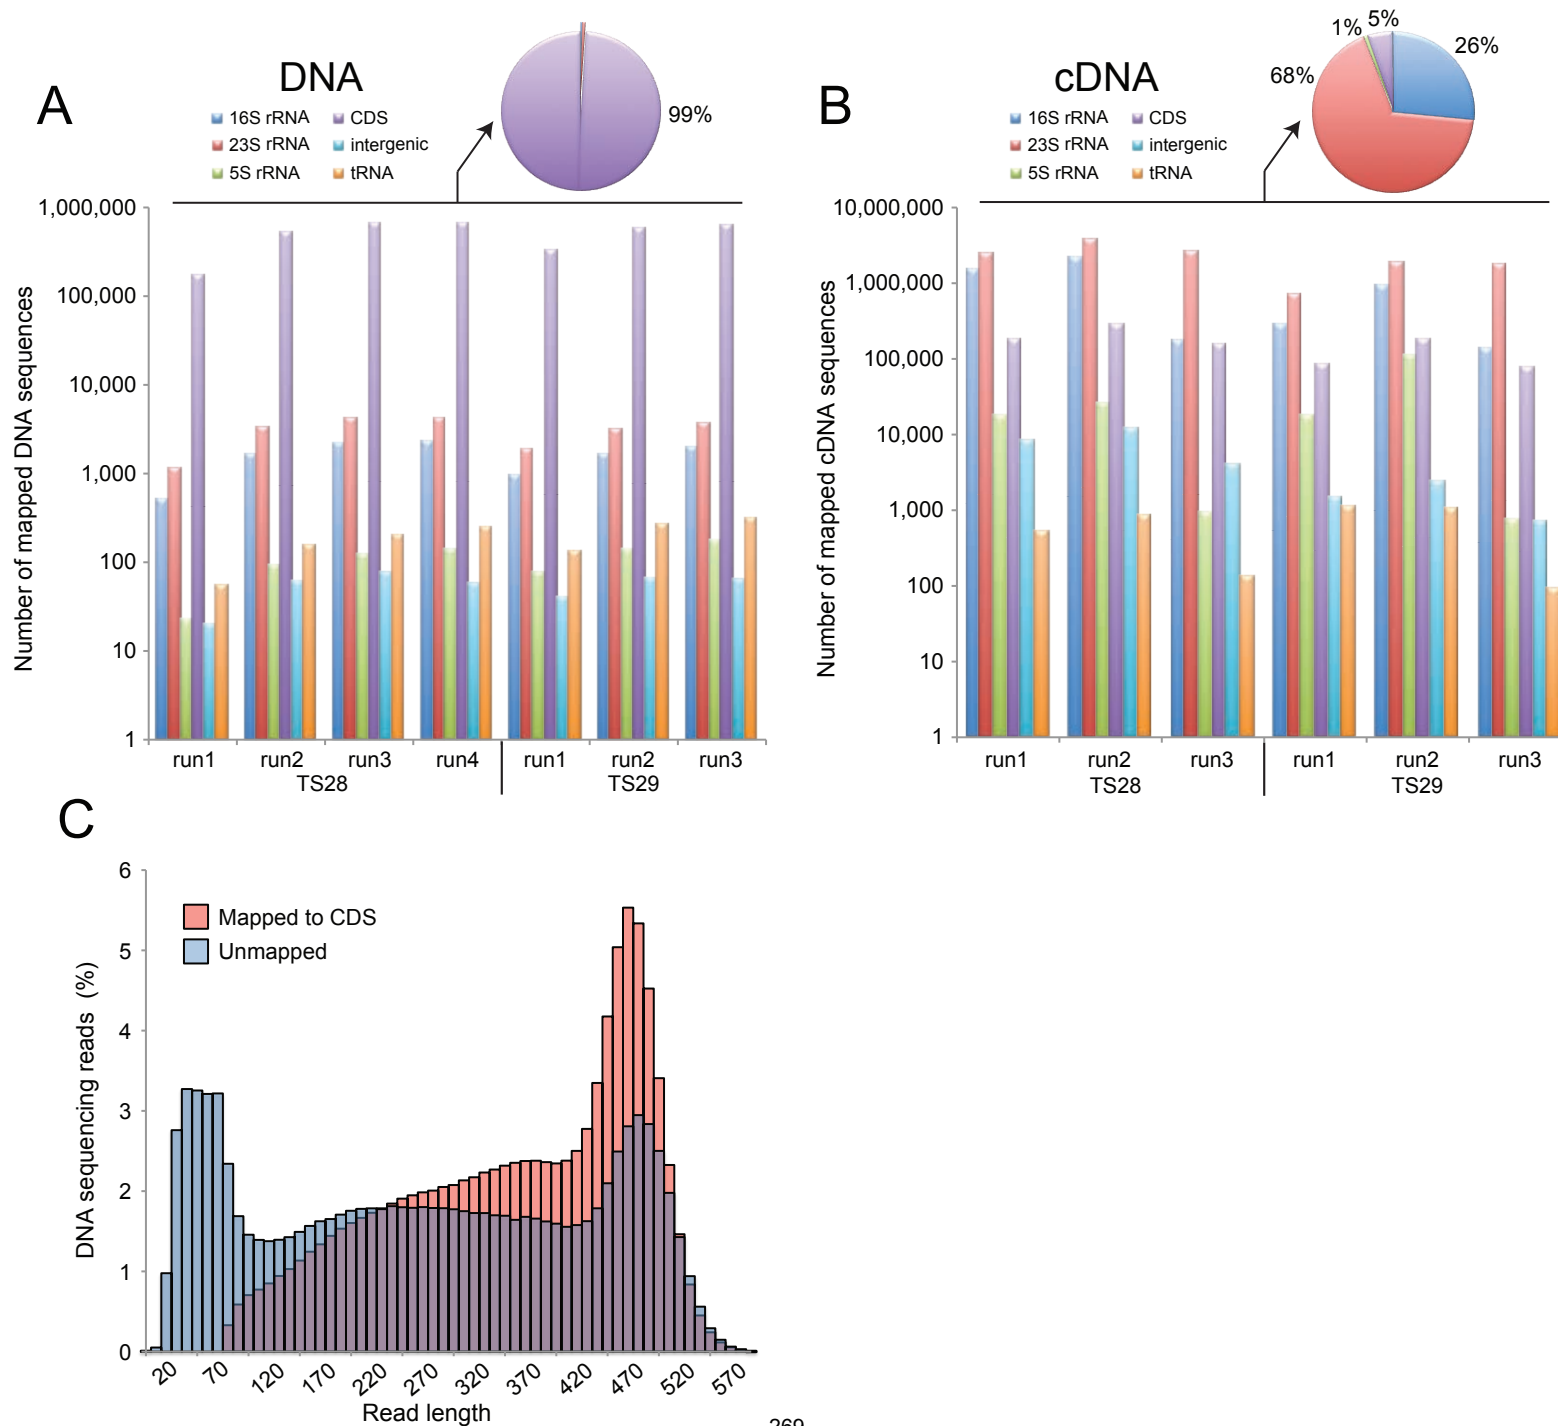 A
DNA
16S rRNA
CDS
23S rRNA
intergenic
5S rRNA
tRNA
99%
Number of mapped DNA sequences
1,000,000
100,000
10,000
1,000
100
10
1
run1 run2 run3 run4 run1 run2 run3
TS28 TS29
B
cDNA
16S rRNA
CDS
23S rRNA
intergenic
5S rRNA
tRNA
1% 5%
26%
68%
Number of mapped cDNA sequences
10,000,000
1,000,000
100,000
10,000
1,000
100
10
1
run1 run2 run3 run1 run2 run3
TS28 TS29
C
Mapped to CDS
Unmapped
DNA sequencing reads (%)
6
5
4
3
2
1
0
20 70 120 170 220 270 320 370 420 470 520 570
Read length
269